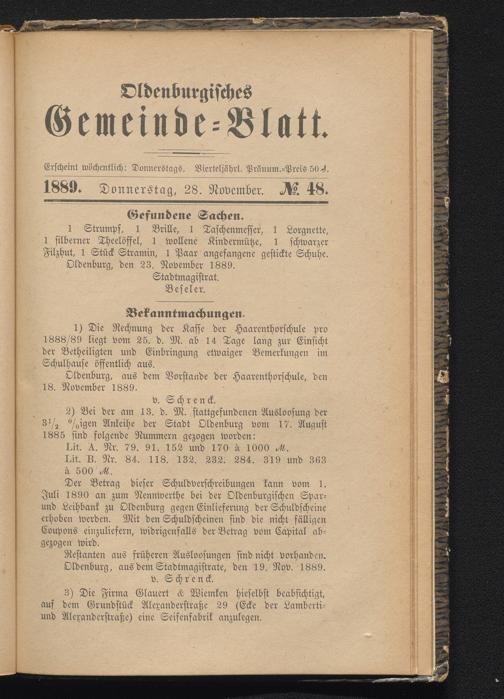 Oldenburgisches
Gemeinde-Blatt.
Erscheint wöchentlich: Donnerstags. Vierteljährl. Pränum.-Preis 50 ₰.
1889. Donnerstag, 28. November. № 48.
Gefundene Sachen.
1 Strumpf, 1 Brille, 1 Taschenmesser, 1 Lorgnette,
1 silberner Theelöffel, 1 wollene Kindermütze, 1 schwarzer
Filzhut, 1 Stück Stramin, 1 Paar angefangene gestickte Schuhe.
Oldenburg, den 23. November 1889.
Stadtmagistrat.
Beseler.
Bekanntmachungen.
1) Die Rechnung der Kasse der Haarenthorschule pro
1888/89 liegt vom 25. d. M. ab 14 Tage lang zur Einsicht
der Betheiligten und Einbringung etwaiger Bemerkungen im
Schulhause öffentlich aus.
Oldenburg, aus dem Vorstande der Haarenthorschule, den
18. November 1889.
v. Schrenck.
2) Bei der am 13. d. M. stattgefundenen Ausloosung der
3½ %igen Anleihe der Stadt Oldenburg vom 17. August
1885 sind folgende Nummern gezogen worden:
Lit. A. Nr. 79. 91. 152 und 170 à 1000 ℳ.
Lit. B. Nr. 84. 118. 132. 232. 284. 319 und 363
à 500 ℳ.
Der Betrag dieser Schuldverschreibungen kann vom 1.
Juli 1890 an zum Nennwerthe bei der Oldenburgischen Spar-
und Leihbank zu Oldenburg gegen Einlieferung der Schuldscheine
erhoben werden. Mit den Schuldscheinen sind die nicht fälligen
Coupons einzuliefern, widrigenfalls der Betrag vom Capital ab-
gezogen wird.
Restanten aus früheren Ausloosungen sind nicht vorhanden.
Oldenburg, aus dem Stadtmagistrate, den 19. Nov. 1889.
v. Schrenck.
3) Die Firma Glauert & Wiemken hieselbst beabsichtigt,
auf dem Grundstück Alexanderstraße 29 (Ecke der Lamberti-
und Alexanderstraße) eine Seifenfabrik anzulegen.